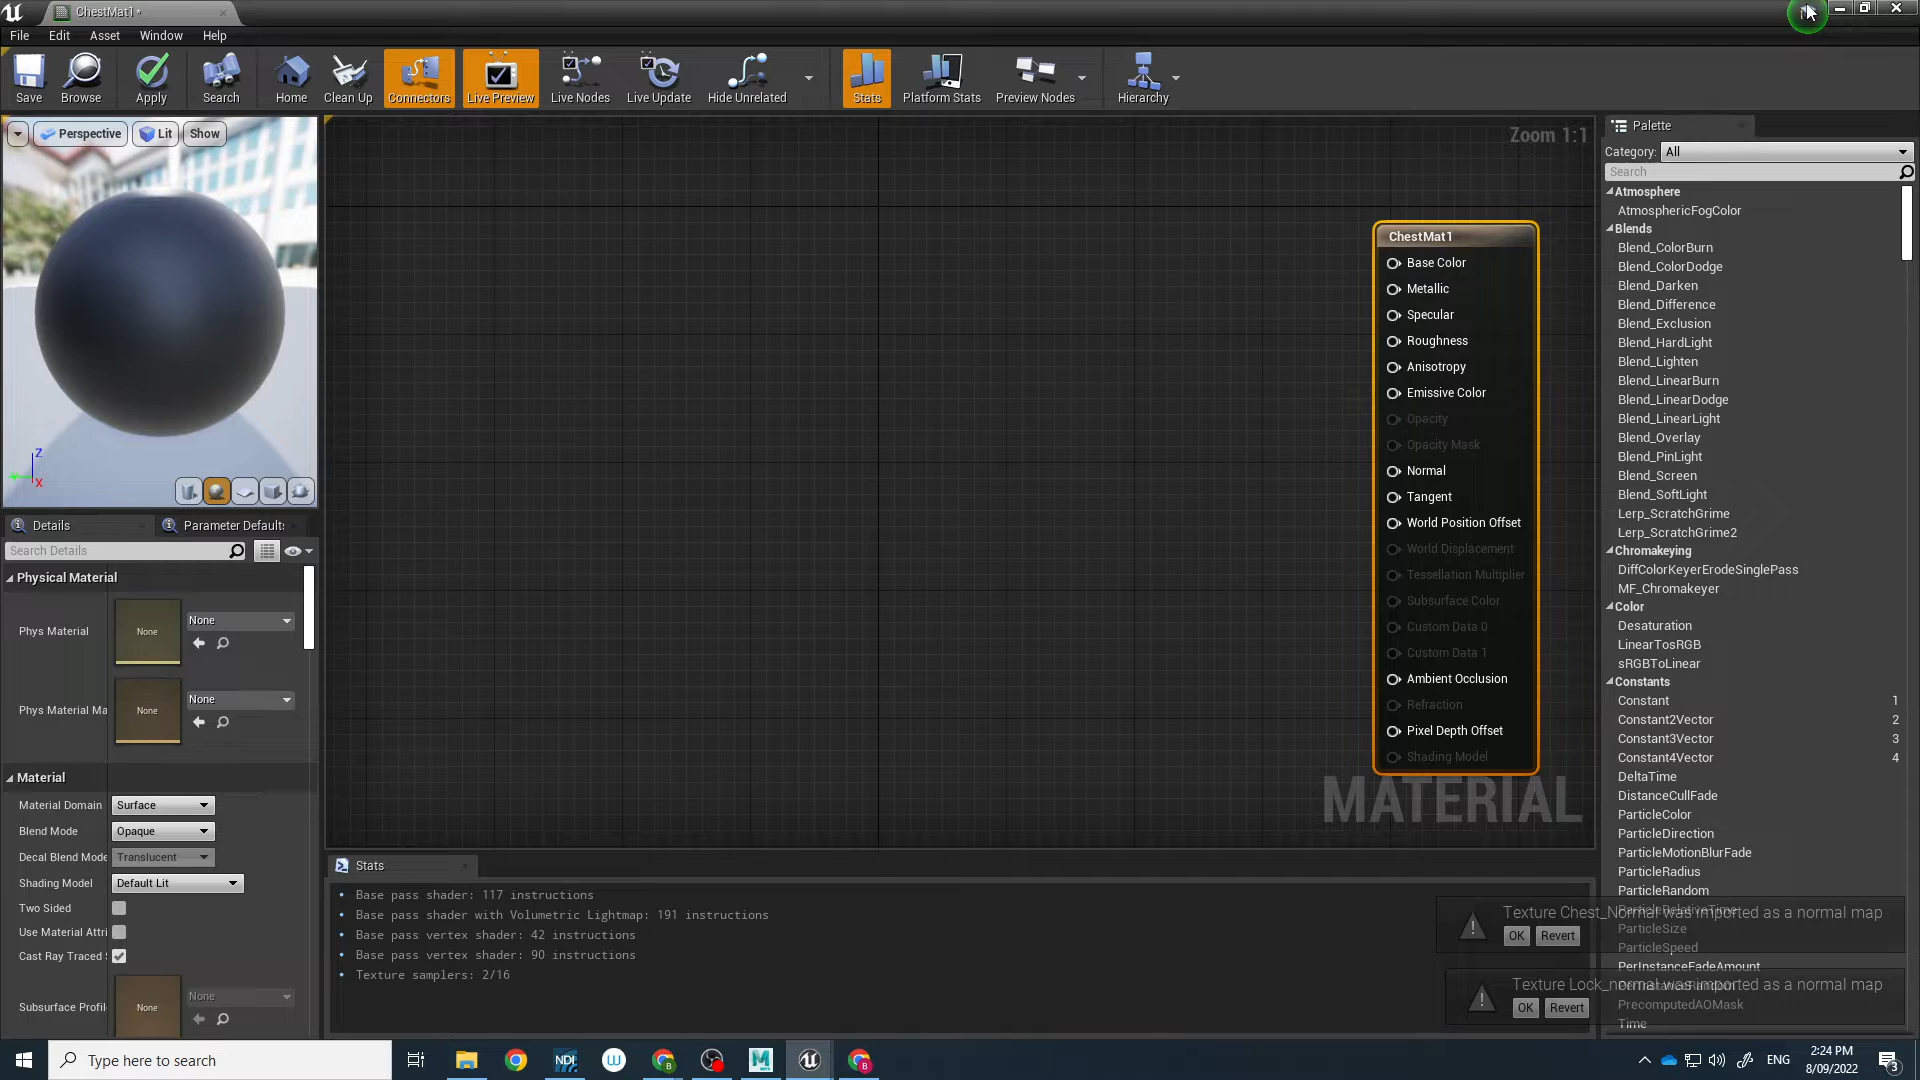 ChestMat1•
File Edit Asset Window Help
Save Browse Apply Search Home Clean Up Connectors Live Preview Live Nodes Live Update Hide Unrelated Stats Platform Stats Preview Nodes Hierarchy
Perspective Lit Show
Z
X
Zoom 1:1
ChestMat1
Base Color
Metallic
Specular
Roughness
Anisotropy
Emissive Color
Opacity
Opacity Mask
Normal
Tangent
World Position Offset
World Displacement
Tessellation Multiplier
Subsurface Color
Custom Data 0
Custom Data 1
Ambient Occlusion
Refraction
Pixel Depth Offset
Shading Model
MATERIAL
Details Parameter Defaults
Search Details
Physical Material
Phys Material None None
Phys Material Ma None None
Material
Material Domain Surface
Blend Mode Opaque
Decal Blend Mode Translucent
Shading Model Default Lit
Two Sided
Use Material Attri
Cast Ray Traced
Subsurface Profil None None
Stats
• Base pass shader: 117 instructions
• Base pass shader with Volumetric Lightmap: 191 instructions
• Base pass vertex shader: 42 instructions
• Base pass vertex shader: 90 instructions
• Texture samplers: 2/16
Palette
Category: All
Search
Atmosphere
AtmosphericFogColor
Blends
Blend_ColorBurn
Blend_ColorDodge
Blend_Darken
Blend_Difference
Blend_Exclusion
Blend_HardLight
Blend_Lighten
Blend_LinearBurn
Blend_LinearDodge
Blend_LinearLight
Blend_Overlay
Blend_PinLight
Blend_Screen
Blend_SoftLight
Lerp_ScratchGrime
Lerp_ScratchGrime2
Chromakeying
DiffColorKeyerErodeSinglePass
MF_Chromakeyer
Color
Desaturation
LinearTosRGB
sRGBToLinear
Constants
Constant 1
Constant2Vector 2
Constant3Vector 3
Constant4Vector 4
DeltaTime
DistanceCullFade
ParticleColor
ParticleDirection
ParticleMotionBlurFade
ParticleRadius
ParticleRandom
ParticleRelativeTime
ParticleSize
ParticleSpeed
PerInstanceFadeAmount
PerInstanceRandom
PrecomputedAOMask
Time
Texture Chest_Normal was imported as a normal map
OK Revert
Texture Lock_normal was imported as a normal map
OK Revert
Type here to search
NDI
ENG
2:24 PM
8/09/2022
3